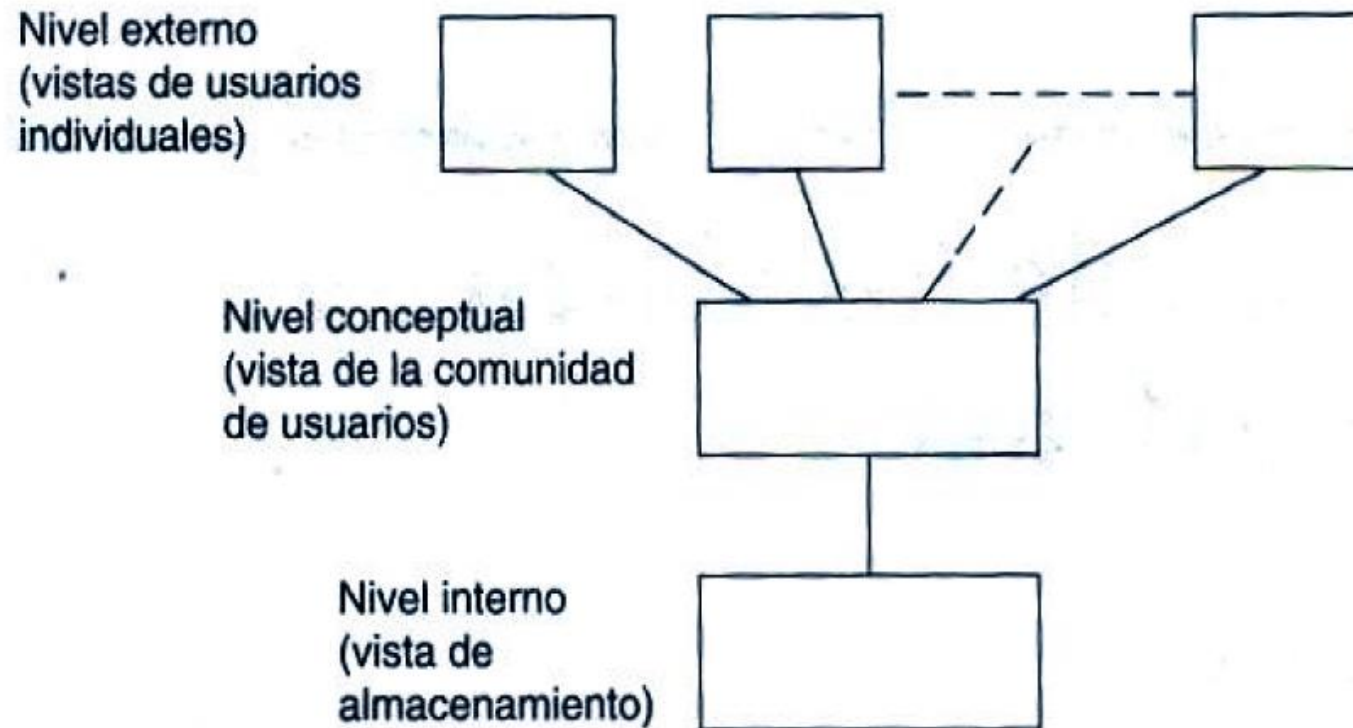 Nivel externo
(vistas de usuarios
individuales)
Nivel conceptual
(vista de la comunidad
de usuarios)
Nivel interno
(vista de
almacenamiento)